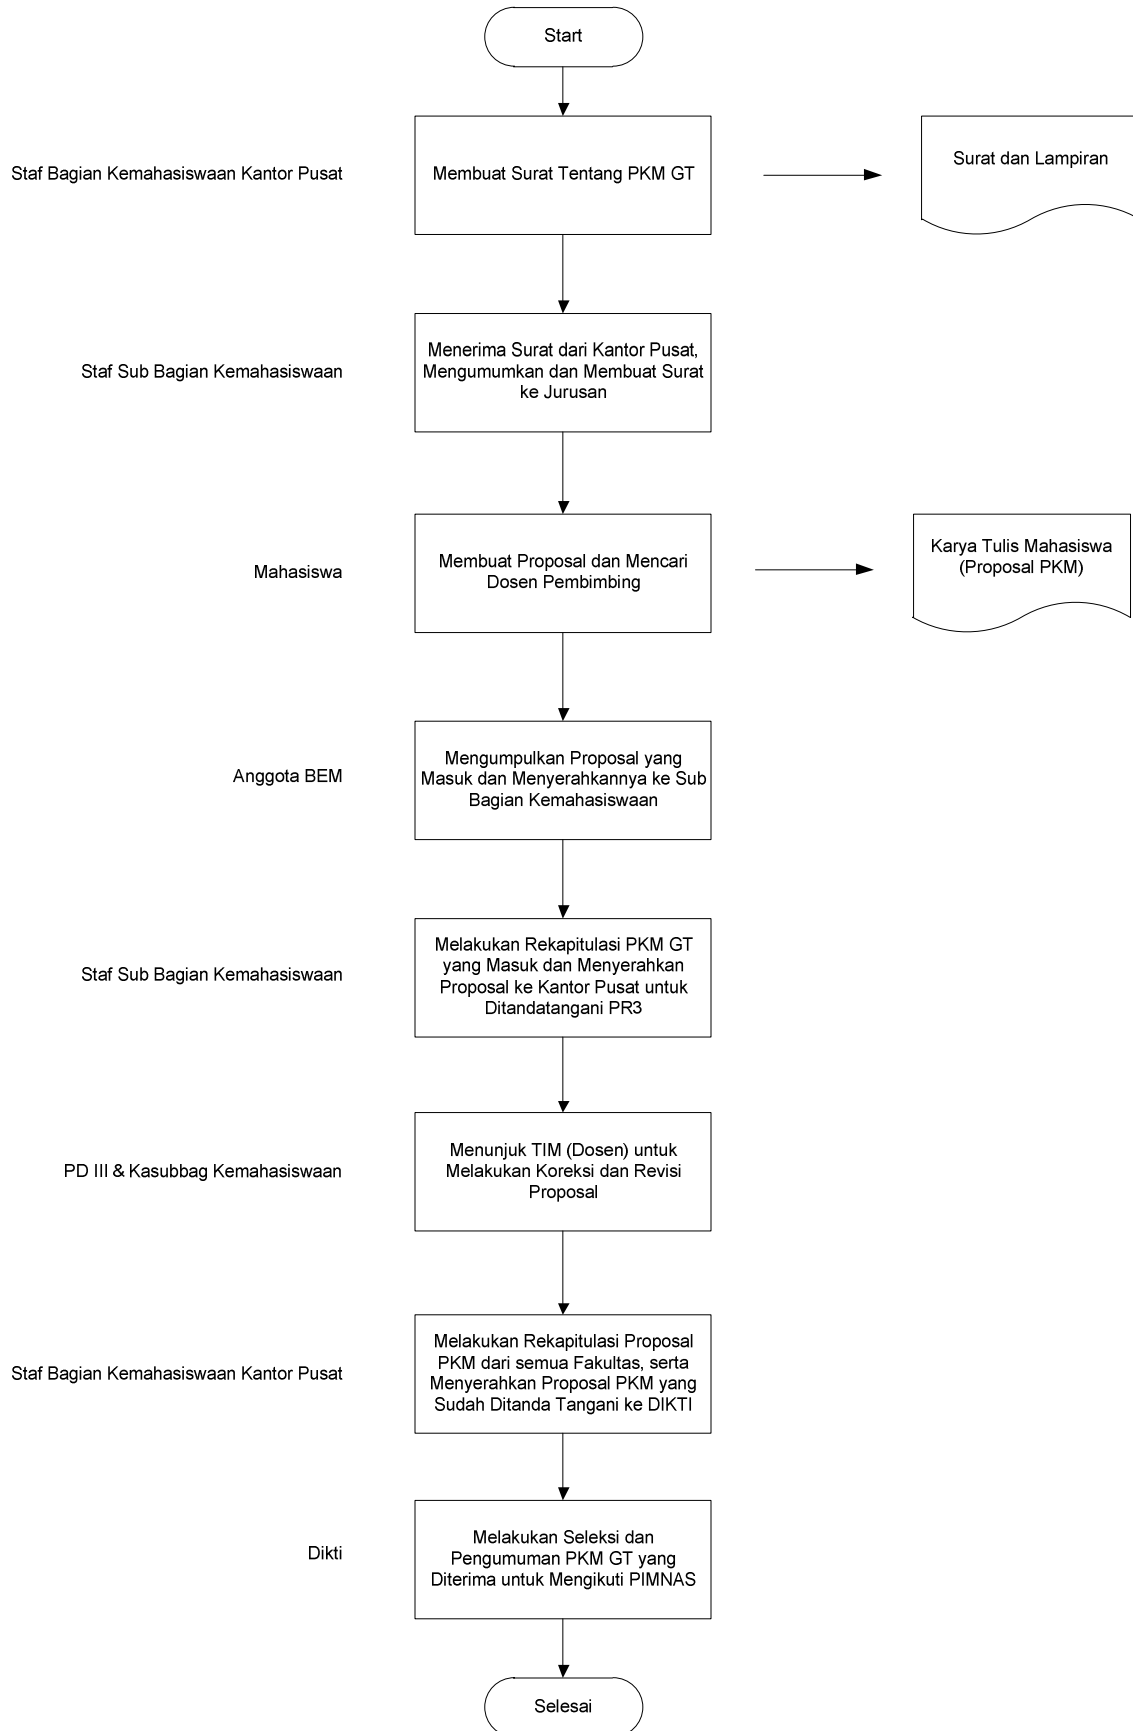 Start
Staf Bagian Kemahasiswaan Kantor Pusat
Membuat Surat Tentang PKM GT
Surat dan Lampiran
Staf Sub Bagian Kemahasiswaan
Menerima Surat dari Kantor Pusat,
Mengumumkan dan Membuat Surat
ke Jurusan
Mahasiswa
Membuat Proposal dan Mencari
Dosen Pembimbing
Karya Tulis Mahasiswa
(Proposal PKM)
Anggota BEM
Mengumpulkan Proposal yang
Masuk dan Menyerahkannya ke Sub
Bagian Kemahasiswaan
Staf Sub Bagian Kemahasiswaan
Melakukan Rekapitulasi PKM GT
yang Masuk dan Menyerahkan
Proposal ke Kantor Pusat untuk
Ditandatangani PR3
PD III & Kasubbag Kemahasiswaan
Menunjuk TIM (Dosen) untuk
Melakukan Koreksi dan Revisi
Proposal
Staf Bagian Kemahasiswaan Kantor Pusat
Melakukan Rekapitulasi Proposal
PKM dari semua Fakultas, serta
Menyerahkan Proposal PKM yang
Sudah Ditanda Tangani ke DIKTI
Dikti
Melakukan Seleksi dan
Pengumuman PKM GT yang
Diterima untuk Mengikuti PIMNAS
Selesai